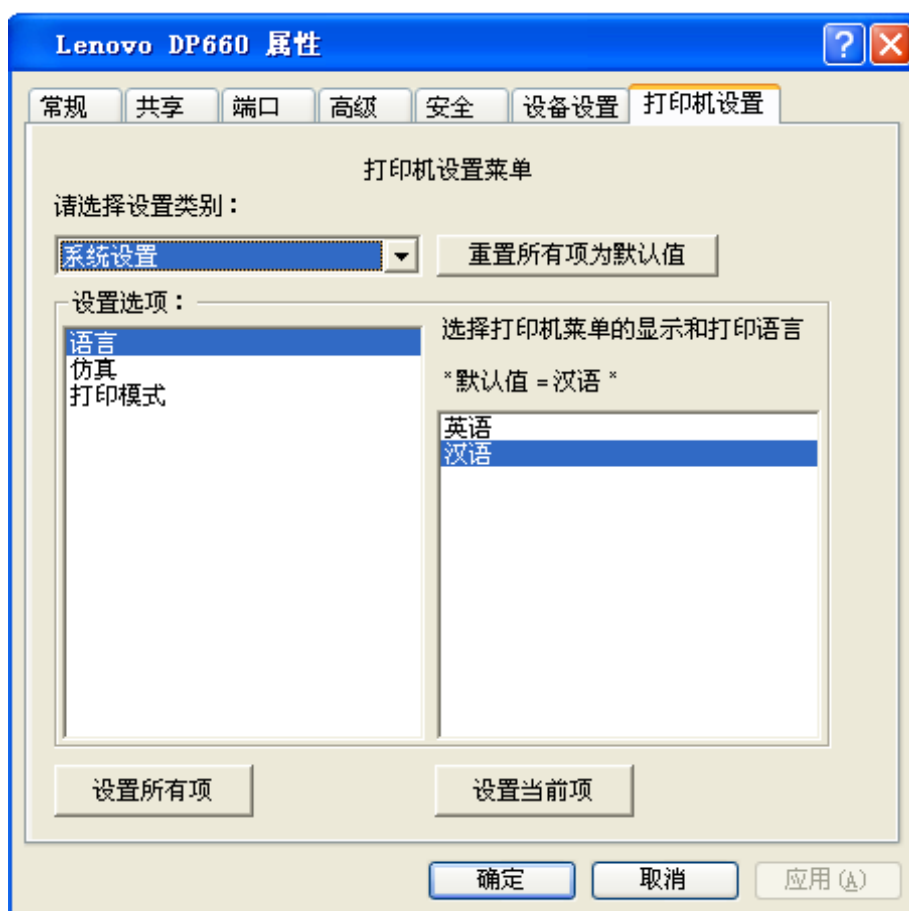 Lenovo DP660 属性
常规 共享 端口 高级 安全 设备设置 打印机设置
打印机设置菜单
请选择设置类别：
系统设置 重置所有项为默认值
设置选项：
选择打印机菜单的显示和打印语言
*默认值 = 汉语 *
语言
仿真
打印模式
英语
汉语
设置所有项 设置当前项
确定 取消 应用(A)